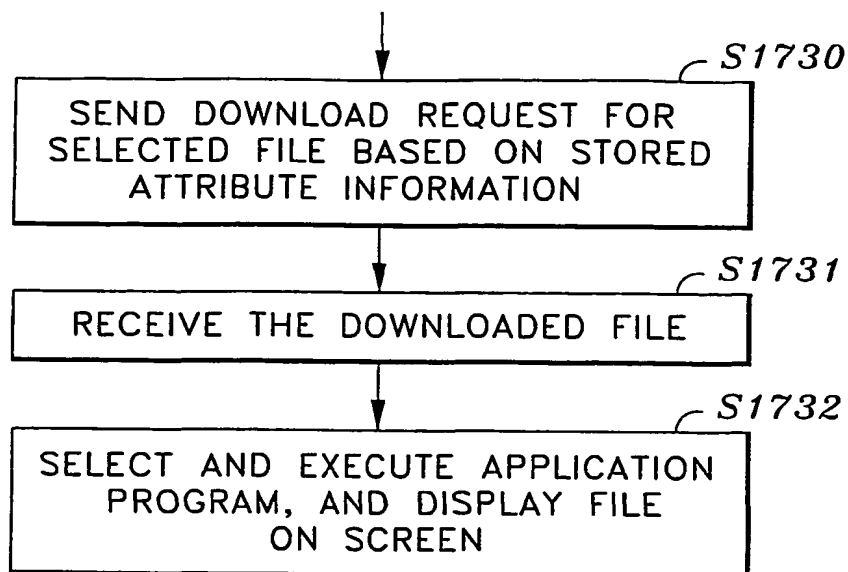 S1730
SEND DOWNLOAD REQUEST FOR
SELECTED FILE BASED ON STORED
ATTRIBUTE INFORMATION
S1731
RECEIVE THE DOWNLOADED FILE
S1732
SELECT AND EXECUTE APPLICATION
PROGRAM, AND DISPLAY FILE
ON SCREEN